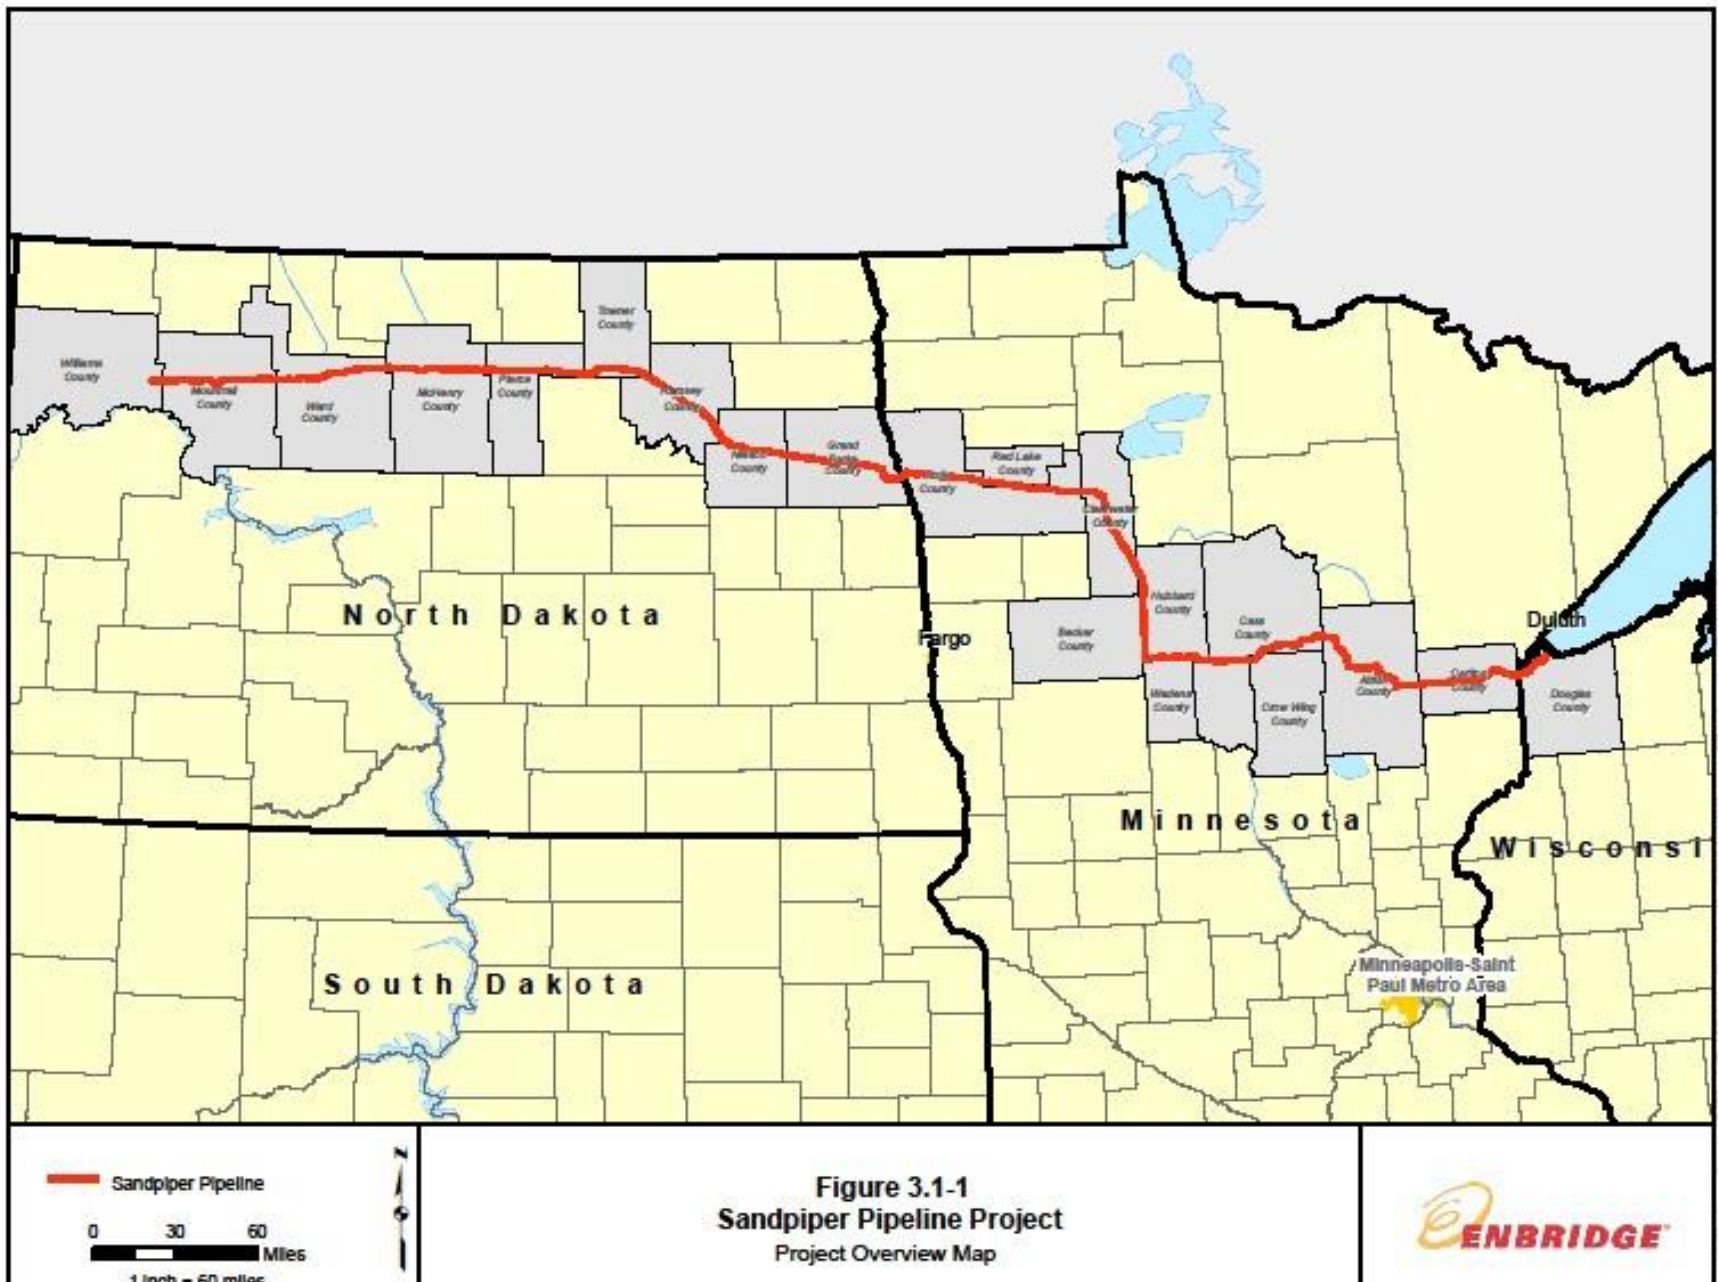 Towner
County
Williams
County
Mountrail
County
Ward
County
McHenry
County
Pierce
County
Ramsey
County
Nelson
County
Grand
Forks
County
Polk
County
Red Lake
County
Clearwater
County
North Dakota
Fargo
Becker
County
Hubbard
County
Cass
County
Duluth
Wadena
County
Crow Wing
County
Aitkin
County
Carlton
County
Douglas
County
Minnesota
Wisconsi
South Dakota
Minneapolis-Saint
Paul Metro Area
Sandpiper Pipeline
0 30 60
Miles
1 inch = 60 miles
N
Figure 3.1-1
Sandpiper Pipeline Project
Project Overview Map
ENBRIDGE